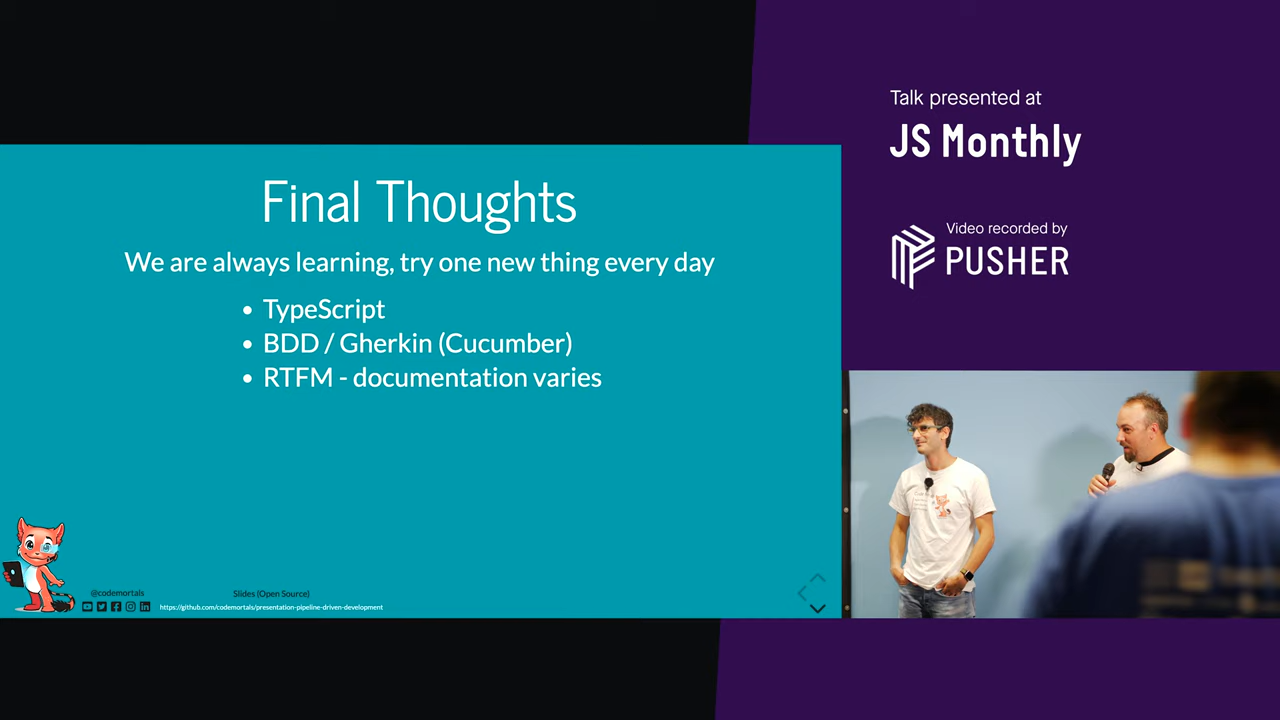 Talk presented at
JS Monthly
Video recorded by
PUSHER
Final Thoughts
We are always learning, try one new thing every day
• TypeScript
• BDD / Gherkin (Cucumber)
• RTFM - documentation varies
@codemortals
Slides (Open Source)
https://github.com/codemortals/presentation-pipeline-driven-development